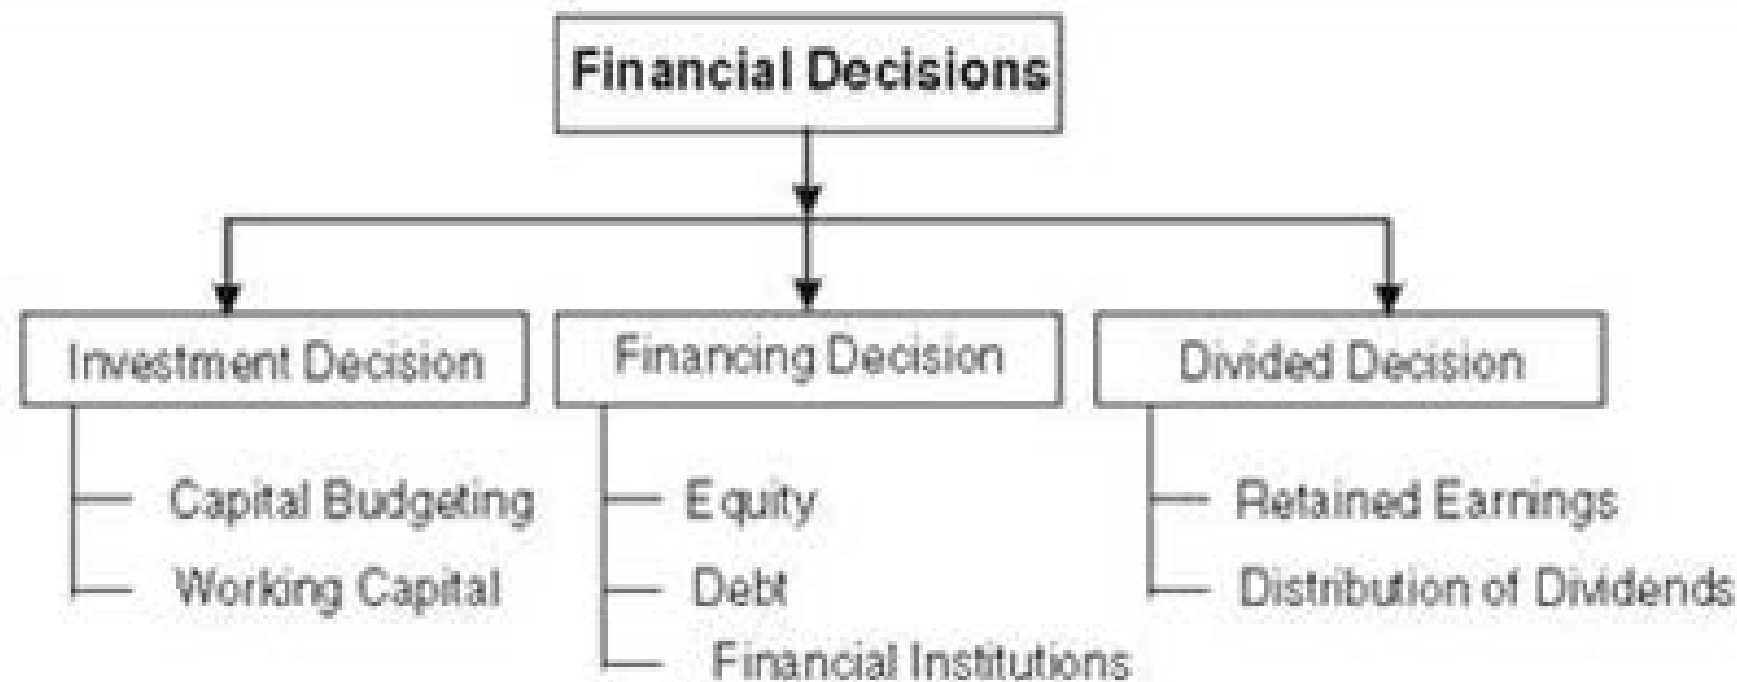 Financial Decisions
Investment Decision
Financing Decision
Divided Decision
Capital Budgeting
Working Capital
Equity
Debt
Financial Institutions
Retained Earnings
Distribution of Dividends